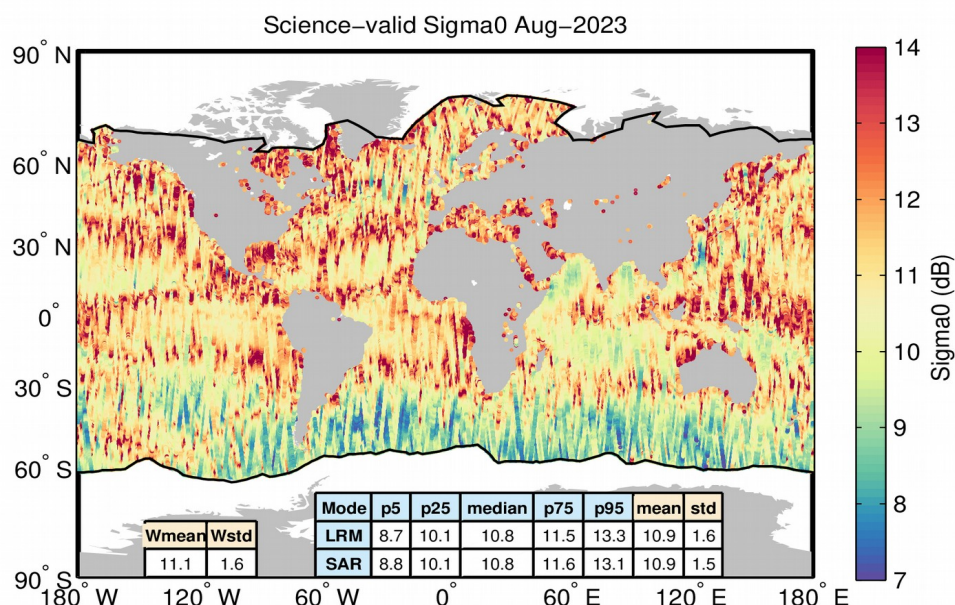 Science−valid Sigma0 Aug−2023
90° N
60° N
30° N
0°
30° S
60° S
90° S
180° W 120° W 60° W 0° 60° E 120° E 180° E
Wmean Wstd
11.1 1.6
Mode p5 p25 median p75 p95 mean std
LRM 8.7 10.1 10.8 11.5 13.3 10.9 1.6
SAR 8.8 10.1 10.8 11.6 13.1 10.9 1.5
14
13
12
11
10
9
8
7
Sigma0 (dB)